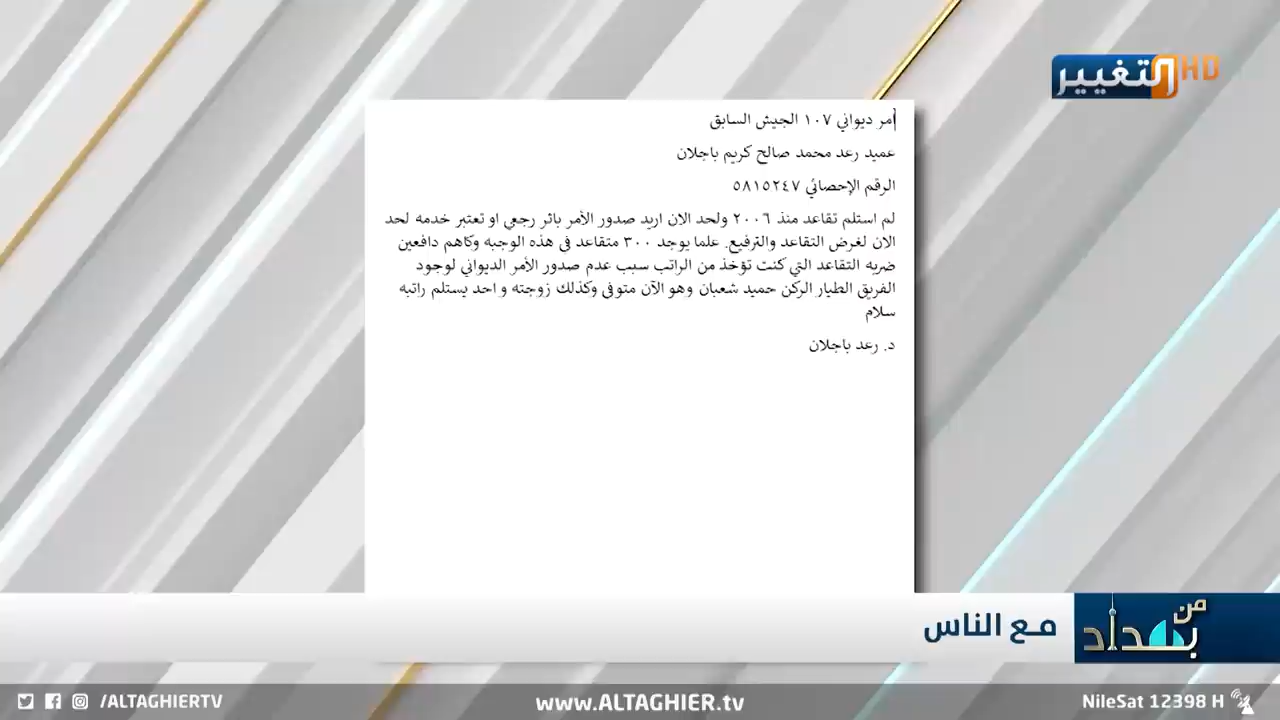 التغيير HD
أمر ديواني ١٠٧ الجيش السابق
عميد رعد محمد صالح كريم باجلان
الرقم الإحصائي ٥٨١٥٢٤٧
لم استلم تقاعد منذ ٢٠٠٦ ولحد الان اريد صدور الأمر باثر رجعي او تعتبر خدمه لحد
الان لغرض التقاعد والترفيع. علما يوجد ٣٠٠ متقاعد في هذه الوجبه وكاهم دافعين
ضريه التقاعد التي كنت تؤخذ من الراتب سبب عدم صدور الأمر الديواني لوجود
الفريق الطيار الركن حميد شعبان وهو الآن متوفى وكذلك زوجته و احد يستلم راتبه
سلام
د. رعد باجلان
مع الناس
من بغداد
/ALTAGHIERTV
www.ALTAGHIER.tv
NileSat 12398 H